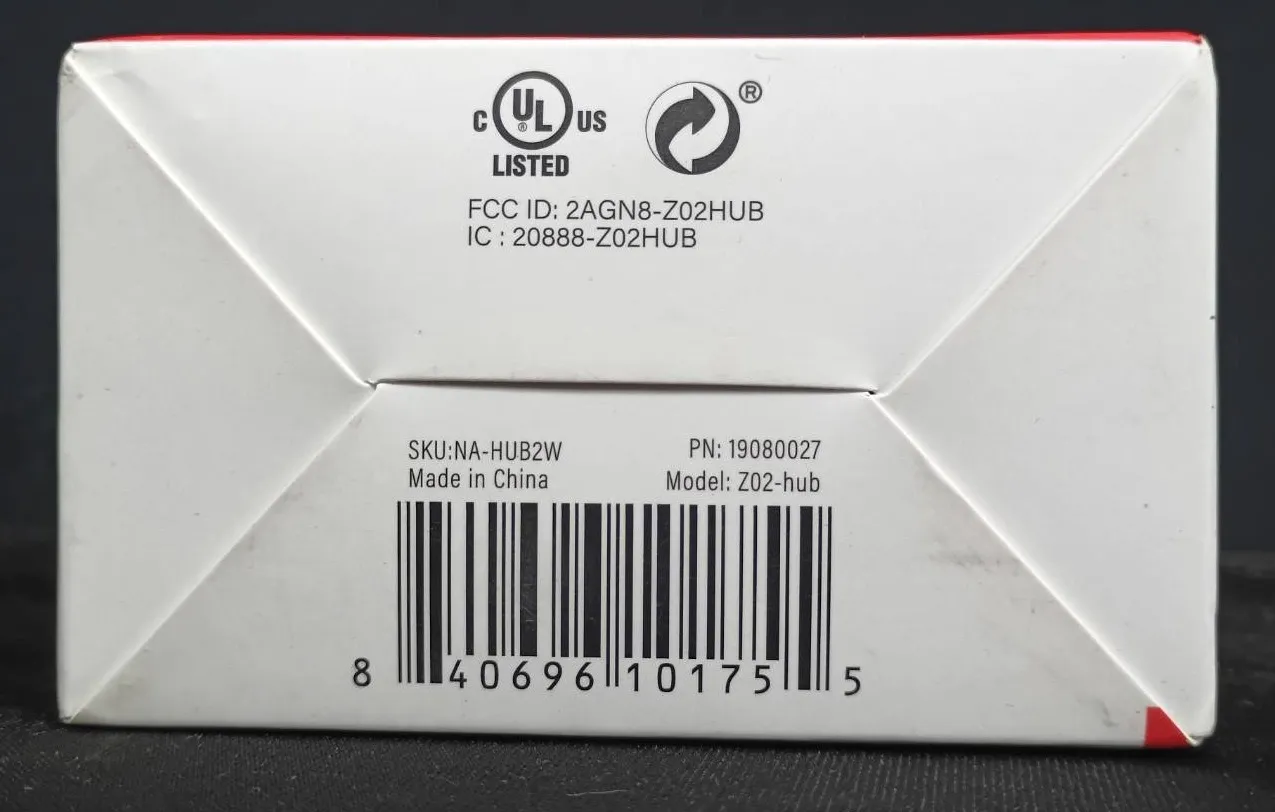 C UL ® US ®
LISTED
FCC ID: 2AGN8-Z02HUB
IC : 20888-Z02HUB
SKU:NA-HUB2W PN: 19080027
Made in China Model: Z02-hub
8 40696 10175 5